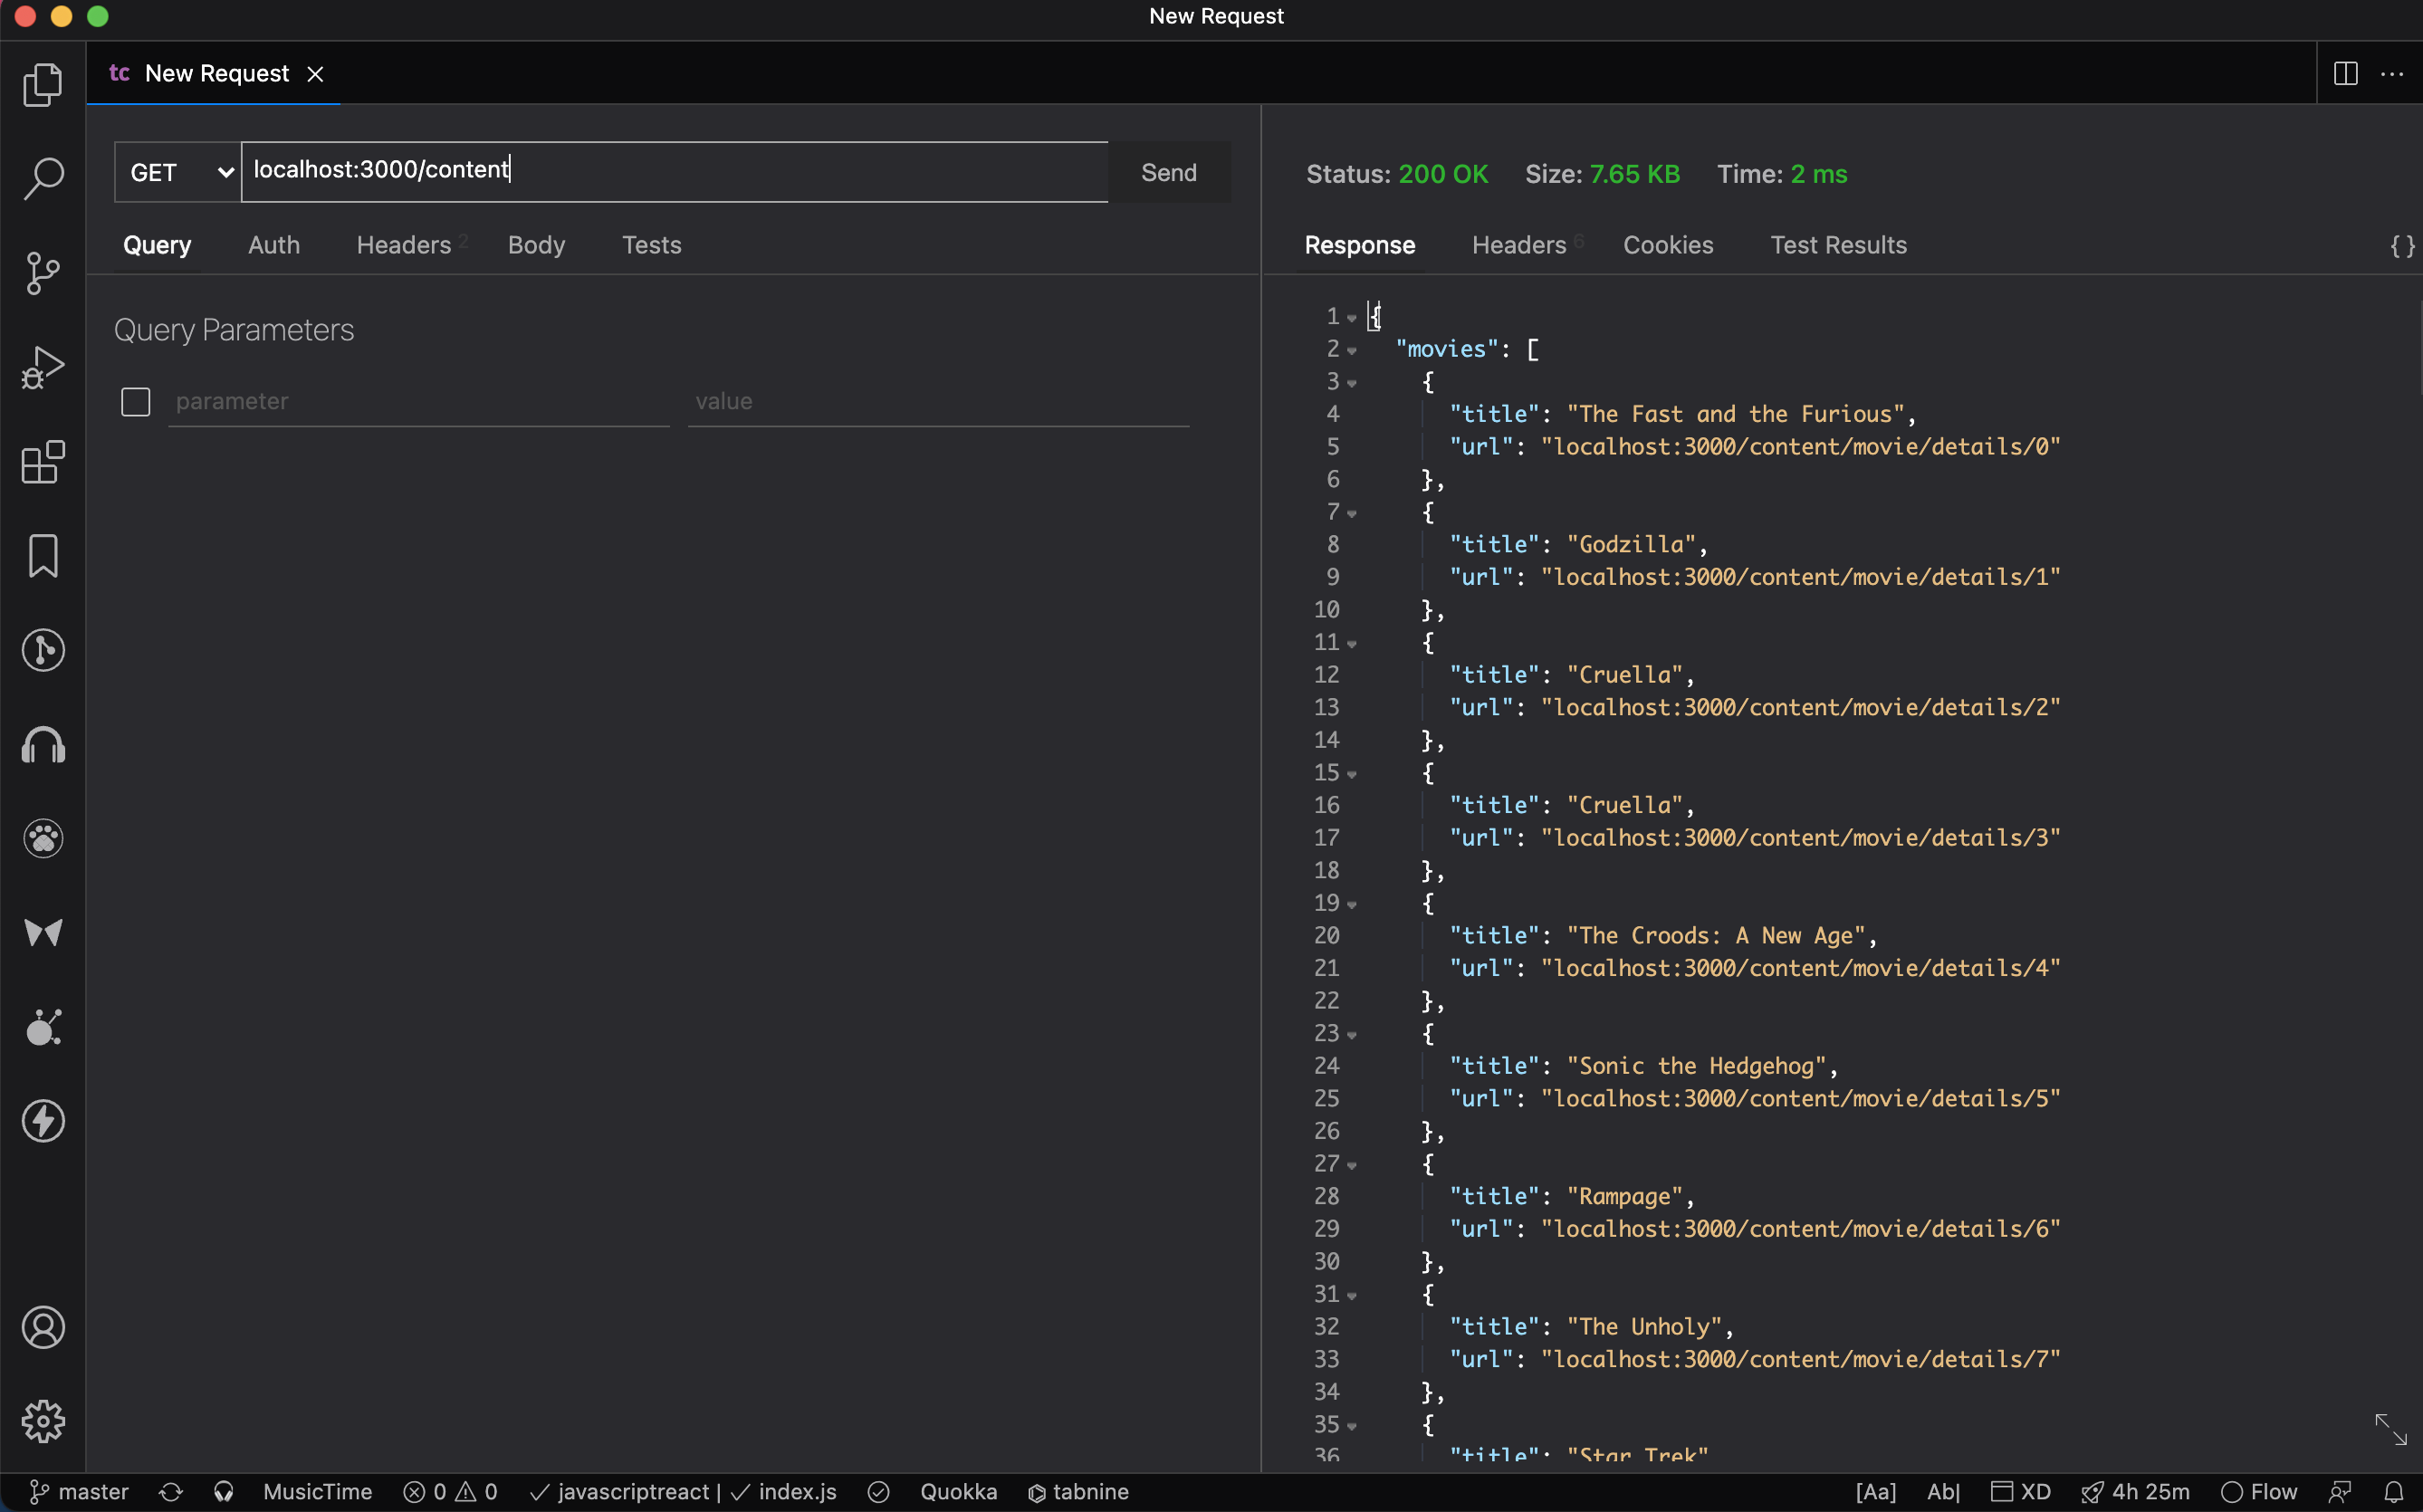 New Request
tc New Request
GET localhost:3000/content Send
Query Auth Headers 2 Body Tests
Query Parameters
parameter value
Status: 200 OK Size: 7.65 KB Time: 2 ms
Response Headers 6 Cookies Test Results {}
1 {
2 "movies": [
3 {
4 "title": "The Fast and the Furious",
5 "url": "localhost:3000/content/movie/details/0"
6 },
7 {
8 "title": "Godzilla",
9 "url": "localhost:3000/content/movie/details/1"
10 },
11 {
12 "title": "Cruella",
13 "url": "localhost:3000/content/movie/details/2"
14 },
15 {
16 "title": "Cruella",
17 "url": "localhost:3000/content/movie/details/3"
18 },
19 {
20 "title": "The Croods: A New Age",
21 "url": "localhost:3000/content/movie/details/4"
22 },
23 {
24 "title": "Sonic the Hedgehog",
25 "url": "localhost:3000/content/movie/details/5"
26 },
27 {
28 "title": "Rampage",
29 "url": "localhost:3000/content/movie/details/6"
30 },
31 {
32 "title": "The Unholy",
33 "url": "localhost:3000/content/movie/details/7"
34 },
35 {
36 "title": "Star Trek"
master MusicTime 0 0 javascriptreact | index.js Quokka tabnine [Aa] Ab| XD 4h 25m Flow